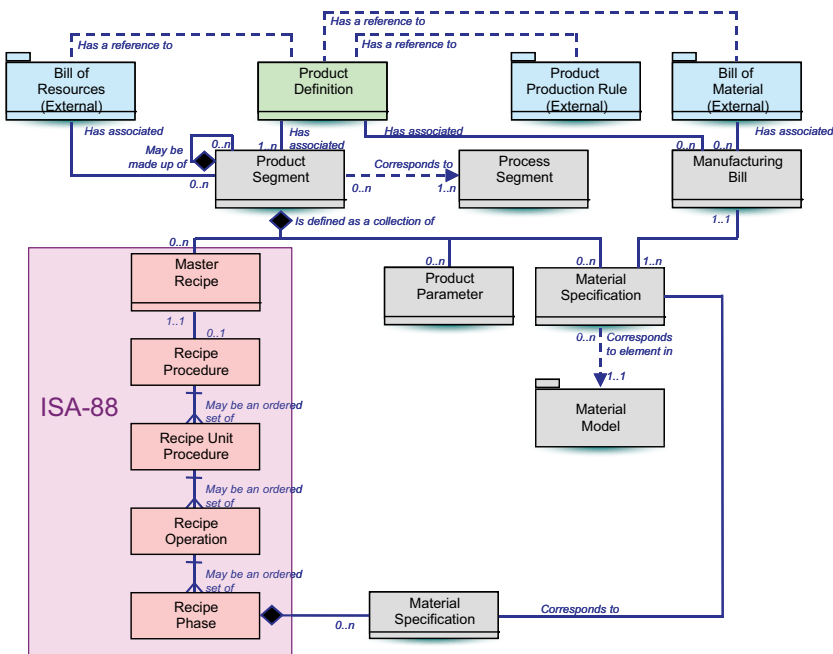 Has a reference to
Has a reference to
Has a reference to
Bill of
Resources
(External)
Product
Definition
Product
Production Rule
(External)
Bill of
Material
(External)
Has associated
May be
made up of
0..n
1..n
Has
associated
Has associated
0..n
0..n
Has associated
0..n
Product
Segment
Corresponds to
0..n
1..n
Process
Segment
Manufacturing
Bill
1..1
Is defined as a collection of
0..n
0..n
0..n
1..n
Master
Recipe
Product
Parameter
Material
Specification
1..1
0..1
0..n
Corresponds
to element in
1..1
Recipe
Procedure
ISA-88
May be an ordered
set of
Material
Model
Recipe Unit
Procedure
May be an ordered
set of
Recipe
Operation
May be an ordered
set of
Recipe
Phase
0..n
Material
Specification
Corresponds to